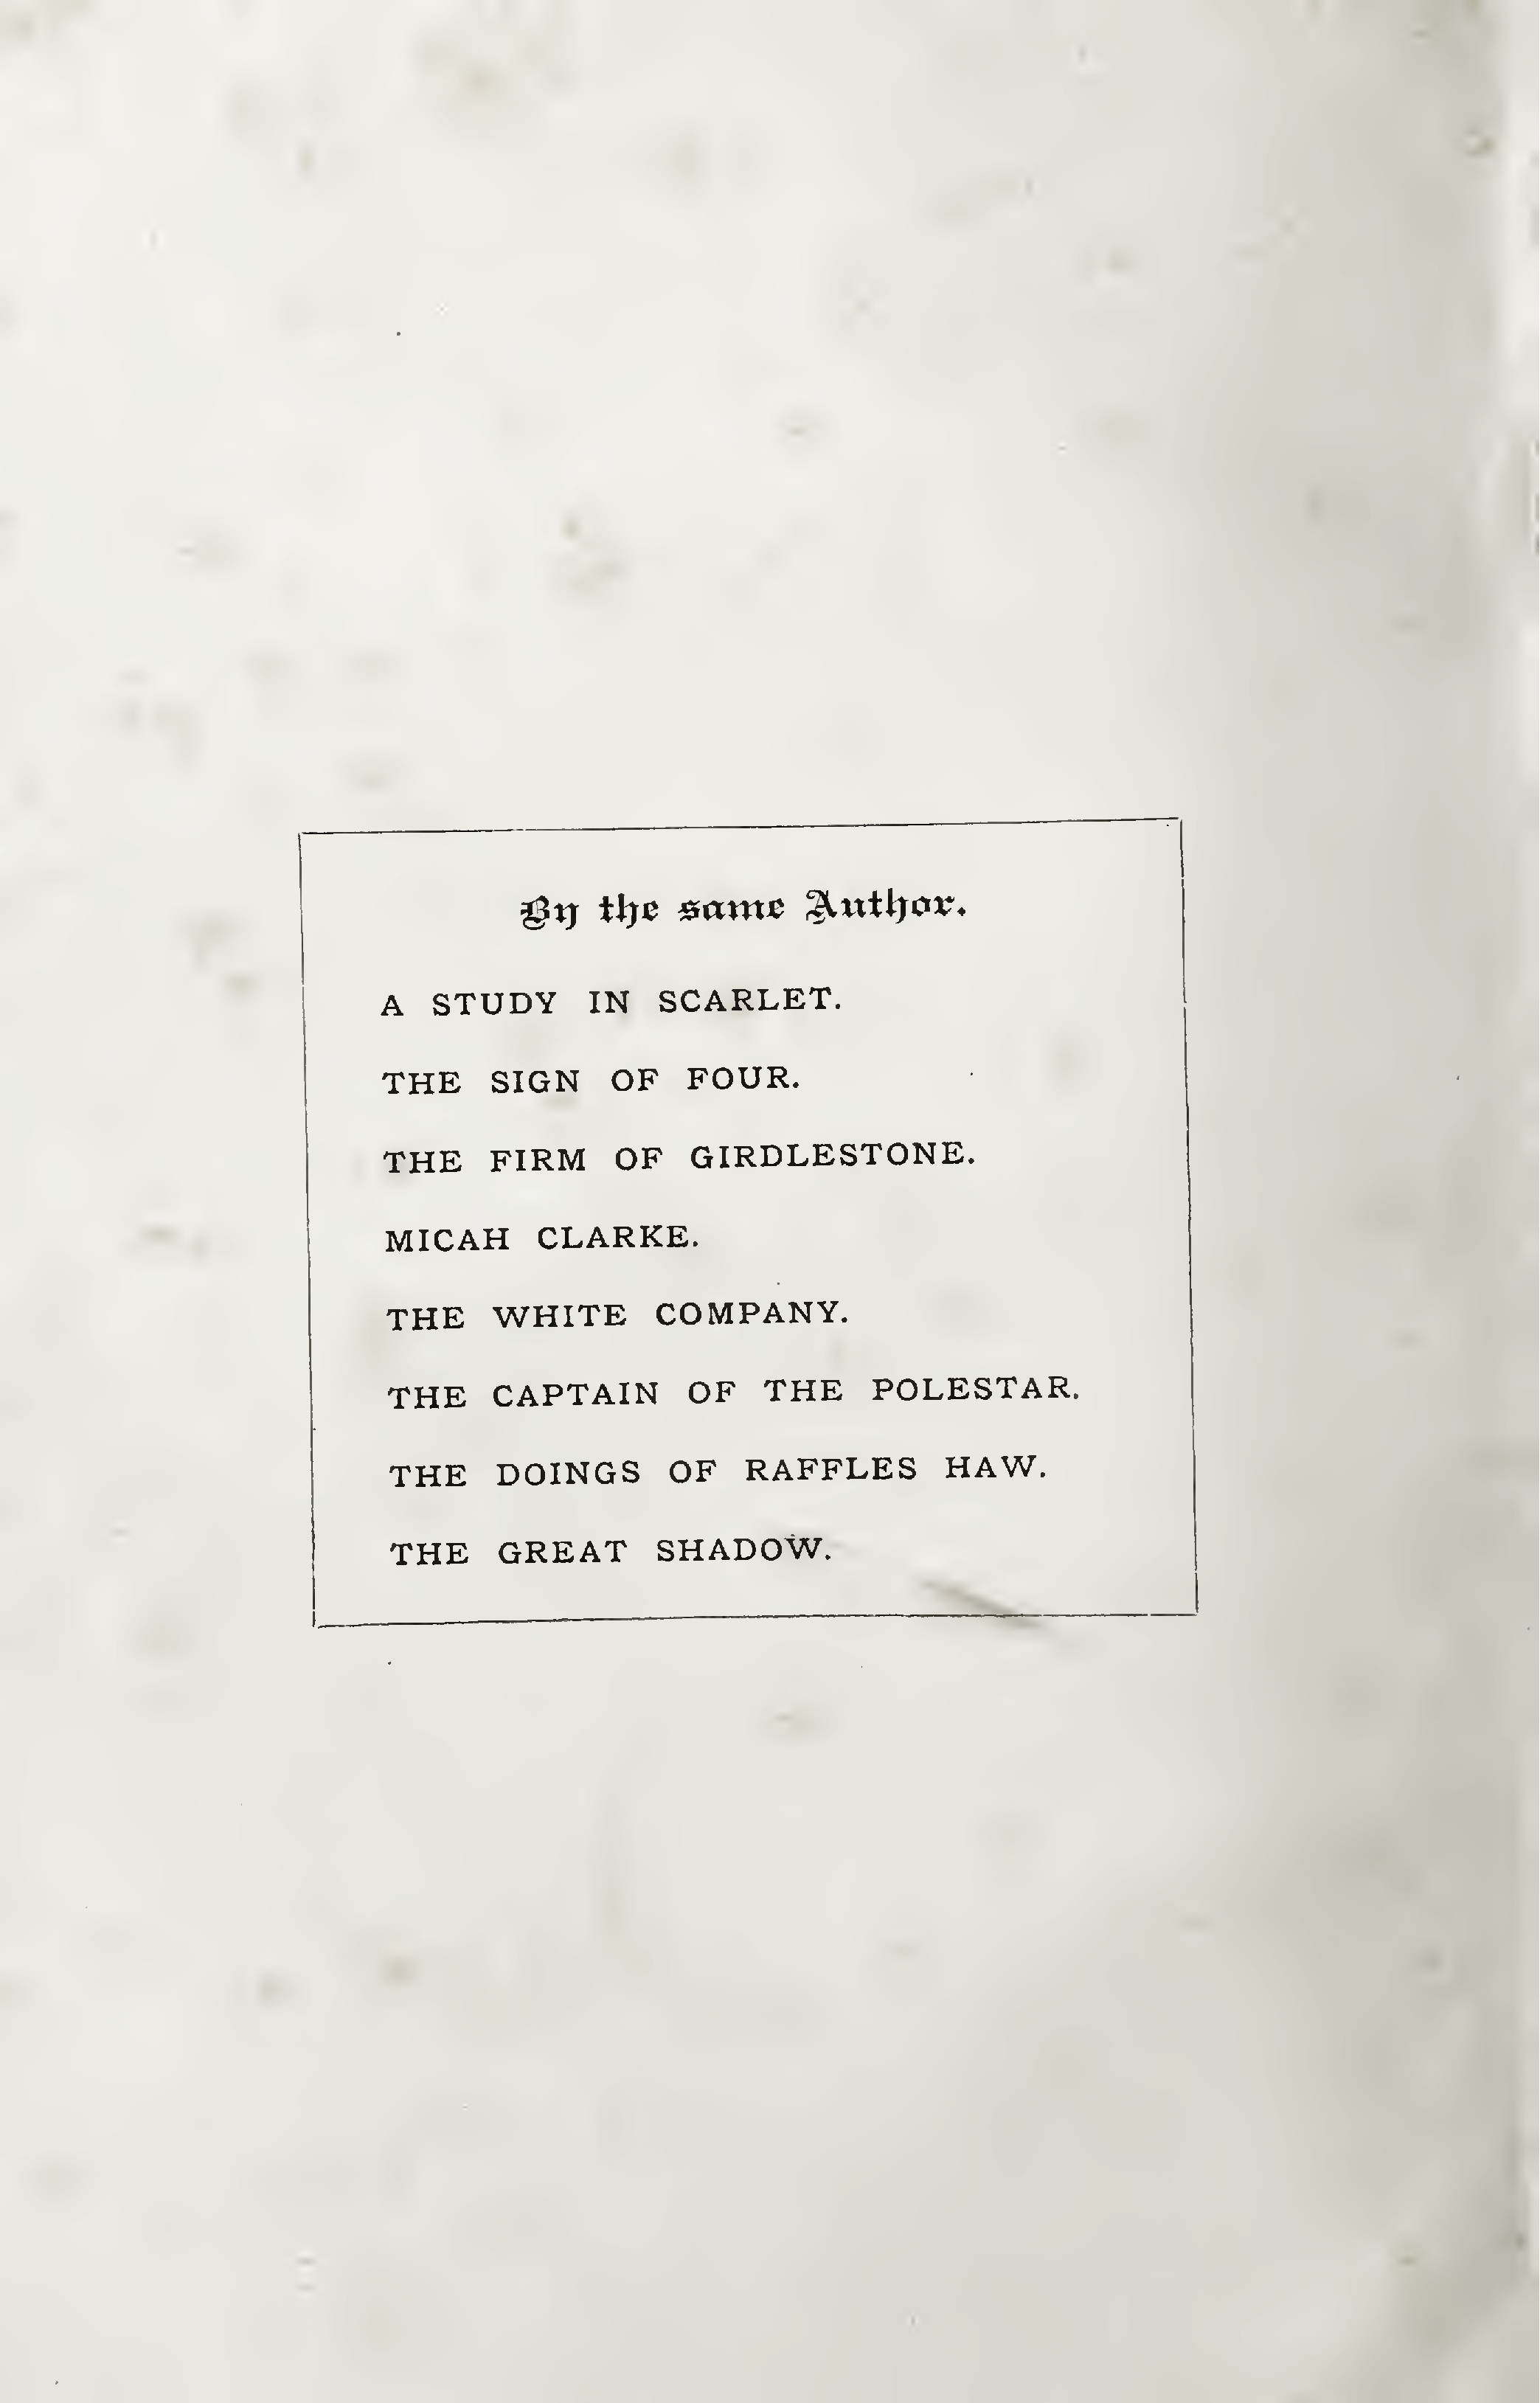 By the same Author.
A STUDY IN SCARLET.
THE SIGN OF FOUR.
THE FIRM OF GIRDLESTONE.
MICAH CLARKE.
THE WHITE COMPANY.
THE CAPTAIN OF THE POLESTAR.
THE DOINGS OF RAFFLES HAW.
THE GREAT SHADOW.